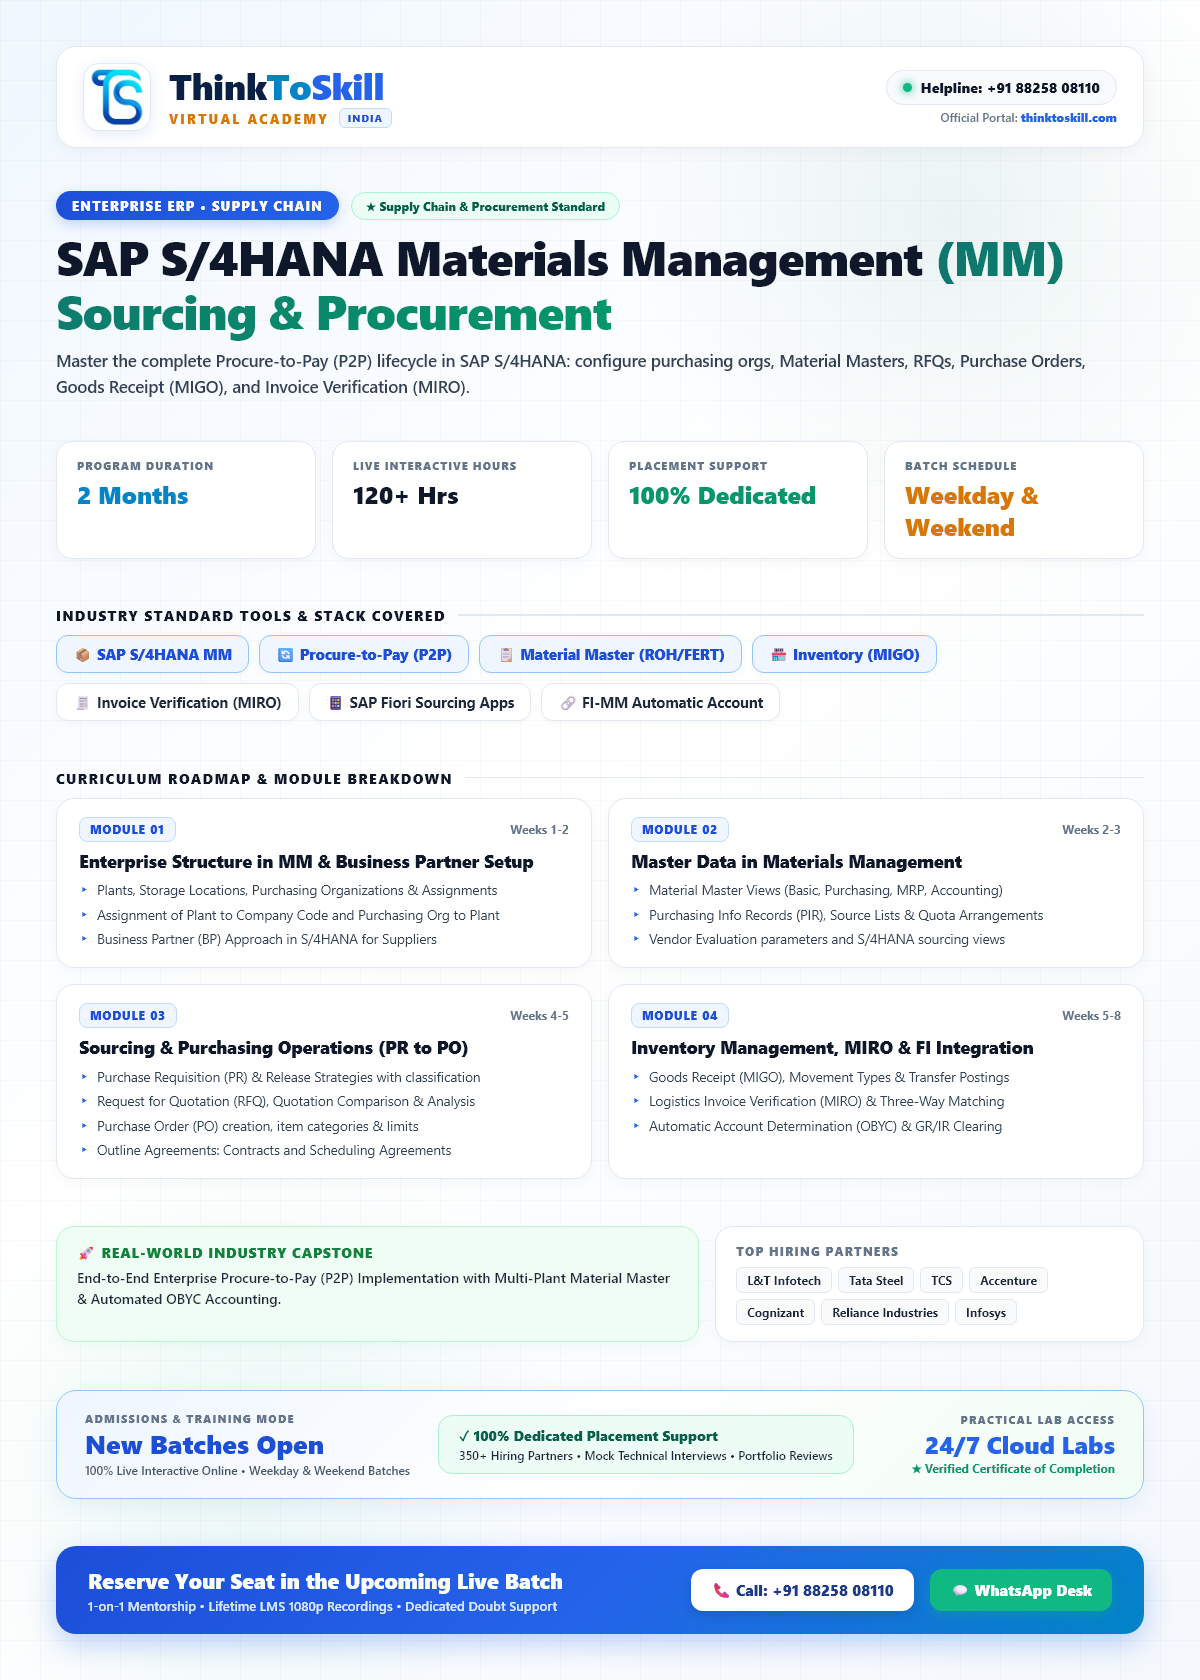 ThinkToSkill
VIRTUAL ACADEMY INDIA
Helpline: +91 88258 08110
Official Portal: thinktoskill.com
ENTERPRISE ERP • SUPPLY CHAIN
★ Supply Chain & Procurement Standard
SAP S/4HANA Materials Management (MM)
Sourcing & Procurement
Master the complete Procure-to-Pay (P2P) lifecycle in SAP S/4HANA: configure purchasing orgs, Material Masters, RFQs, Purchase Orders,
Goods Receipt (MIGO), and Invoice Verification (MIRO).
PROGRAM DURATION
2 Months
LIVE INTERACTIVE HOURS
120+ Hrs
PLACEMENT SUPPORT
100% Dedicated
BATCH SCHEDULE
Weekday &
Weekend
INDUSTRY STANDARD TOOLS & STACK COVERED
SAP S/4HANA MM
Procure-to-Pay (P2P)
Material Master (ROH/FERT)
Inventory (MIGO)
Invoice Verification (MIRO)
SAP Fiori Sourcing Apps
FI-MM Automatic Account
CURRICULUM ROADMAP & MODULE BREAKDOWN
MODULE 01
Weeks 1-2
Enterprise Structure in MM & Business Partner Setup
Plants, Storage Locations, Purchasing Organizations & Assignments
Assignment of Plant to Company Code and Purchasing Org to Plant
Business Partner (BP) Approach in S/4HANA for Suppliers
MODULE 02
Weeks 2-3
Master Data in Materials Management
Material Master Views (Basic, Purchasing, MRP, Accounting)
Purchasing Info Records (PIR), Source Lists & Quota Arrangements
Vendor Evaluation parameters and S/4HANA sourcing views
MODULE 03
Weeks 4-5
Sourcing & Purchasing Operations (PR to PO)
Purchase Requisition (PR) & Release Strategies with classification
Request for Quotation (RFQ), Quotation Comparison & Analysis
Purchase Order (PO) creation, item categories & limits
Outline Agreements: Contracts and Scheduling Agreements
MODULE 04
Weeks 5-8
Inventory Management, MIRO & FI Integration
Goods Receipt (MIGO), Movement Types & Transfer Postings
Logistics Invoice Verification (MIRO) & Three-Way Matching
Automatic Account Determination (OBYC) & GR/IR Clearing
REAL-WORLD INDUSTRY CAPSTONE
End-to-End Enterprise Procure-to-Pay (P2P) Implementation with Multi-Plant Material Master
& Automated OBYC Accounting.
TOP HIRING PARTNERS
L&T Infotech Tata Steel TCS Accenture
Cognizant Reliance Industries Infosys
ADMISSIONS & TRAINING MODE
New Batches Open
100% Live Interactive Online • Weekday & Weekend Batches
✓ 100% Dedicated Placement Support
350+ Hiring Partners • Mock Technical Interviews • Portfolio Reviews
PRACTICAL LAB ACCESS
24/7 Cloud Labs
★ Verified Certificate of Completion
Reserve Your Seat in the Upcoming Live Batch
1-on-1 Mentorship • Lifetime LMS 1080p Recordings • Dedicated Doubt Support
Call: +91 88258 08110
WhatsApp Desk